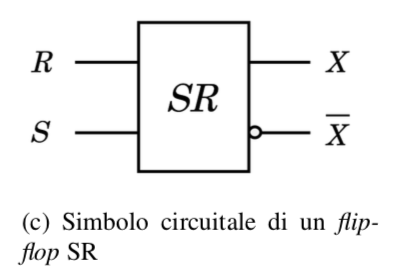 R X
SR
S X̅
(c) Simbolo circuitale di un flip-
flop SR